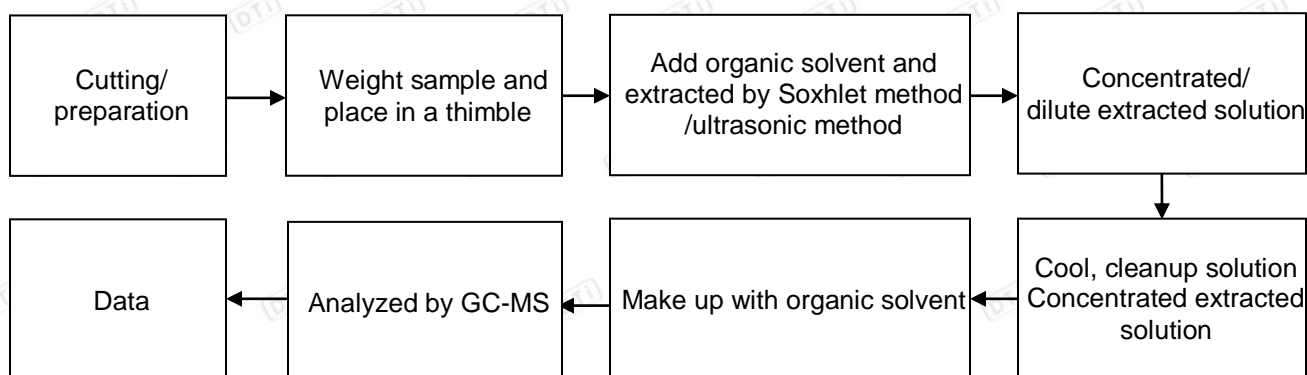 Cutting/
preparation
Weight sample and
place in a thimble
Add organic solvent and
extracted by Soxhlet method
/ultrasonic method
Concentrated/
dilute extracted solution
Cool, cleanup solution
Concentrated extracted
solution
Make up with organic solvent
Analyzed by GC-MS
Data